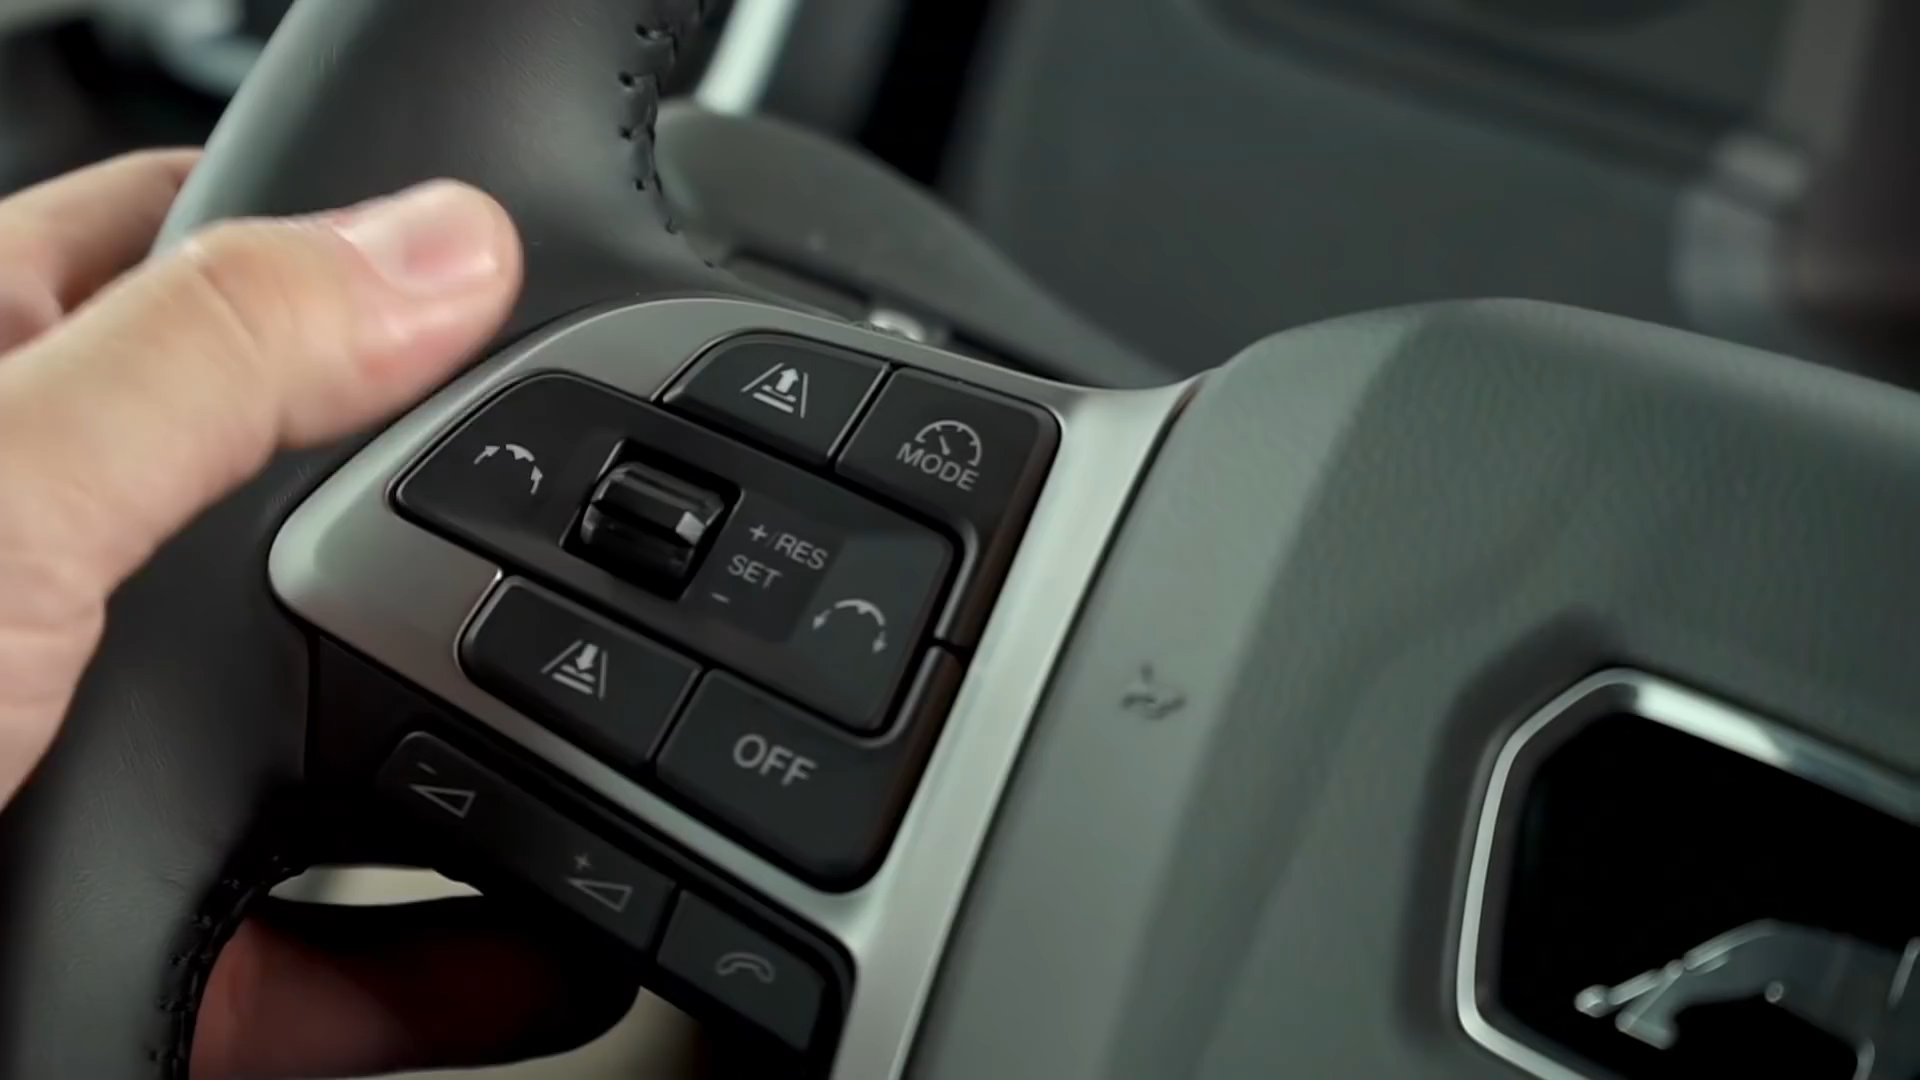 MODE
+/RES
SET
-
OFF
-
+